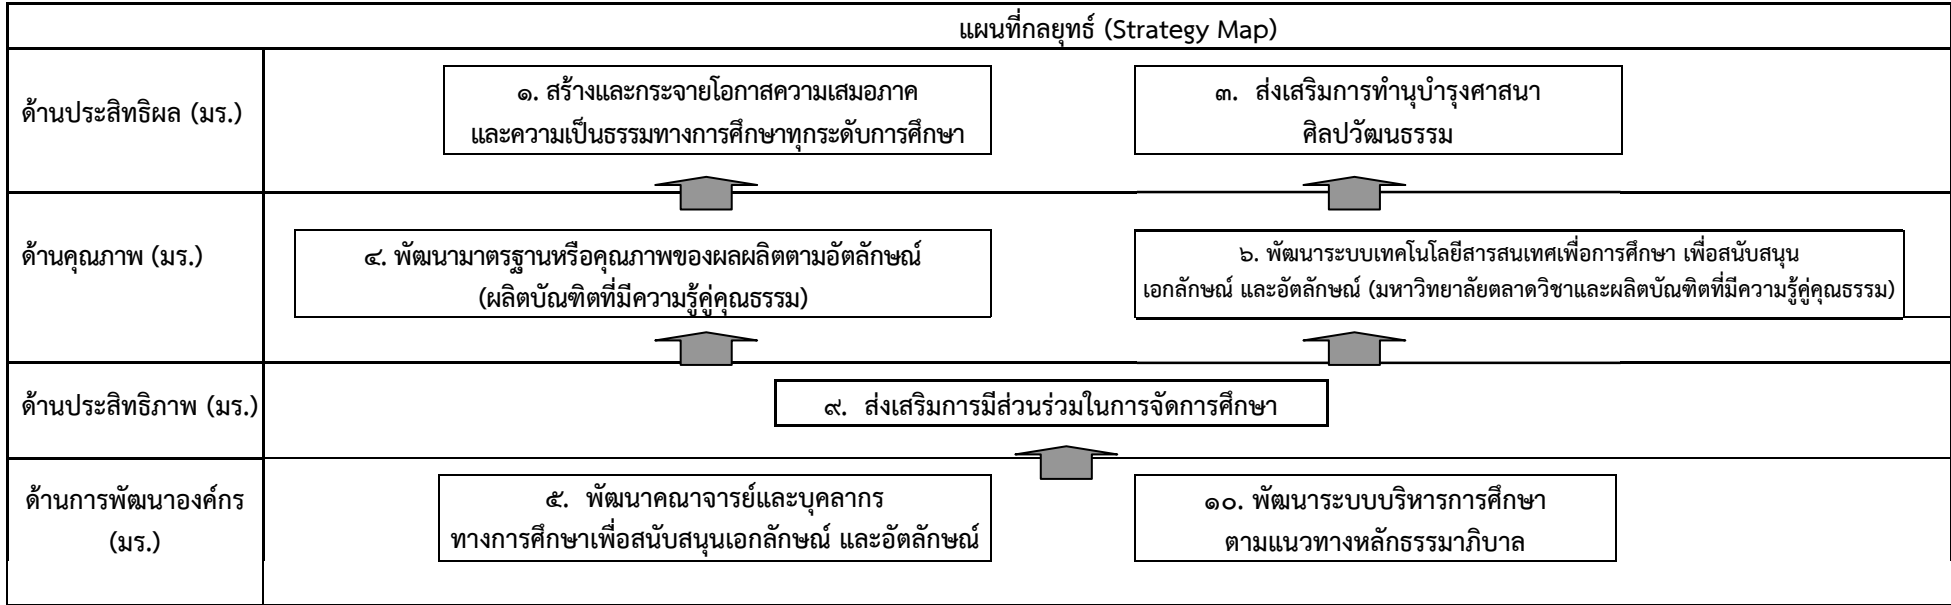 แผนที่กลยุทธ์ (Strategy Map)
ด้านประสิทธิผล (มร.)
๑. สร้างและกระจายโอกาสความเสมอภาค
และความเป็นธรรมทางการศึกษาทุกระดับการศึกษา
๓. ส่งเสริมการทำนุบำรุงศาสนา
ศิลปวัฒนธรรม
ด้านคุณภาพ (มร.)
๔. พัฒนามาตรฐานหรือคุณภาพของผลผลิตตามอัตลักษณ์
(ผลิตบัณฑิตที่มีความรู้คู่คุณธรรม)
๖. พัฒนาระบบเทคโนโลยีสารสนเทศเพื่อการศึกษา เพื่อสนับสนุน
เอกลักษณ์ และอัตลักษณ์ (มหาวิทยาลัยตลาดวิชาและผลิตบัณฑิตที่มีความรู้คู่คุณธรรม)
ด้านประสิทธิภาพ (มร.)
๙. ส่งเสริมการมีส่วนร่วมในการจัดการศึกษา
ด้านการพัฒนาองค์กร
(มร.)
๕. พัฒนาคณาจารย์และบุคลากร
ทางการศึกษาเพื่อสนับสนุนเอกลักษณ์ และอัตลักษณ์
๑๐. พัฒนาระบบบริหารการศึกษา
ตามแนวทางหลักธรรมาภิบาล